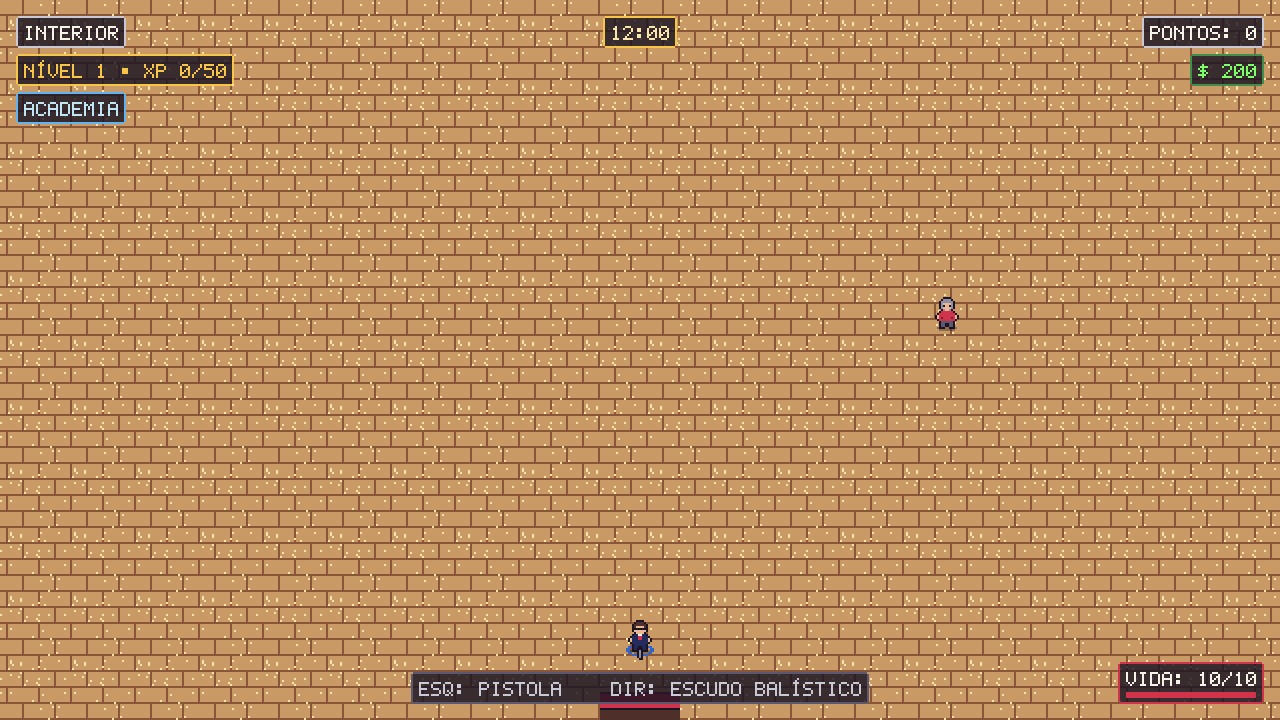 INTERIOR
12:00
PONTOS: 0
NÍVEL 1 ▪ XP 0/50
$ 200
ACADEMIA
VIDA: 10/10
ESQ: PISTOLA DIR: ESCUDO BALÍSTICO